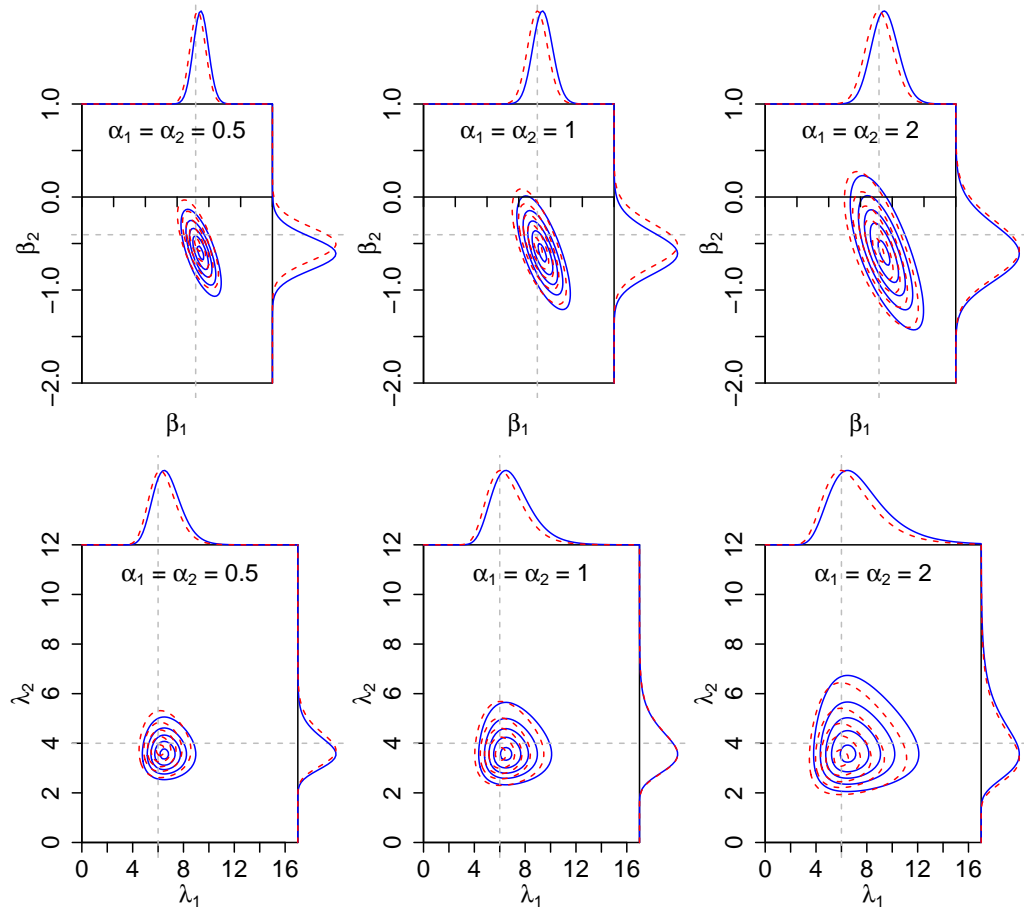 α₁ = α₂ = 0.5
α₁ = α₂ = 1
α₁ = α₂ = 2
1.0
0.0
−1.0
−2.0
β₂
1.0
0.0
−1.0
−2.0
β₂
1.0
0.0
−1.0
−2.0
β₂
β₁
β₁
β₁
α₁ = α₂ = 0.5
α₁ = α₂ = 1
α₁ = α₂ = 2
12
10
8
6
4
2
0
λ₂
12
10
8
6
4
2
0
λ₂
12
10
8
6
4
2
0
λ₂
0 4 8 12 16
0 4 8 12 16
0 4 8 12 16
λ₁
λ₁
λ₁